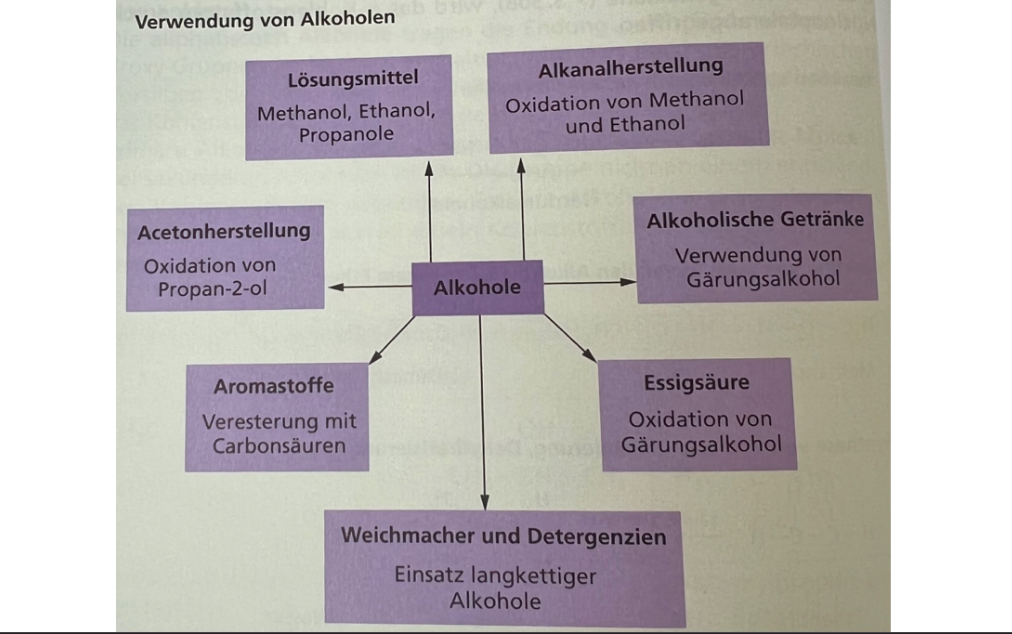 Verwendung von Alkoholen
Lösungsmittel
Methanol, Ethanol,
Propanole
Alkanalherstellung
Oxidation von Methanol
und Ethanol
Acetonherstellung
Oxidation von
Propan-2-ol
Alkohole
Alkoholische Getränke
Verwendung von
Gärungsalkohol
Aromastoffe
Veresterung mit
Carbonsäuren
Essigsäure
Oxidation von
Gärungsalkohol
Weichmacher und Detergenzien
Einsatz langkettiger
Alkohole